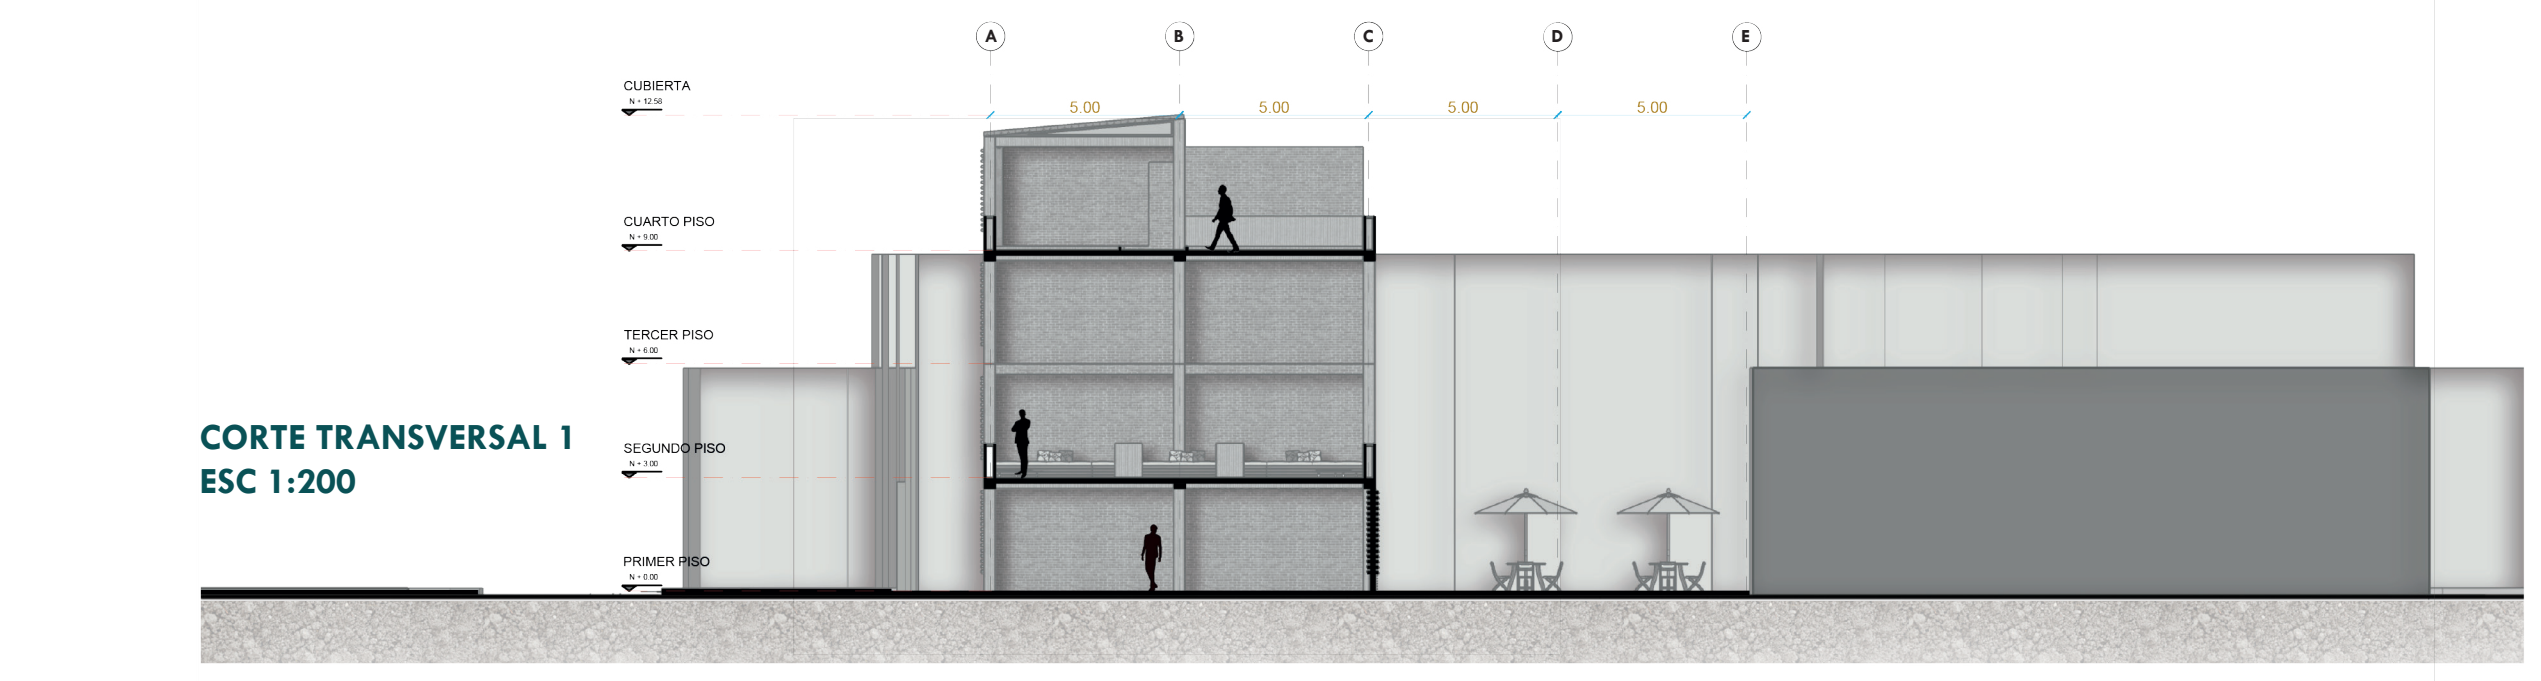 A B C D E
CUBIERTA
N + 12.58
5.00 5.00 5.00 5.00
CUARTO PISO
N + 9.00
TERCER PISO
N + 6.00
CORTE TRANSVERSAL 1
ESC 1:200
SEGUNDO PISO
N + 3.00
PRIMER PISO
N + 0.00